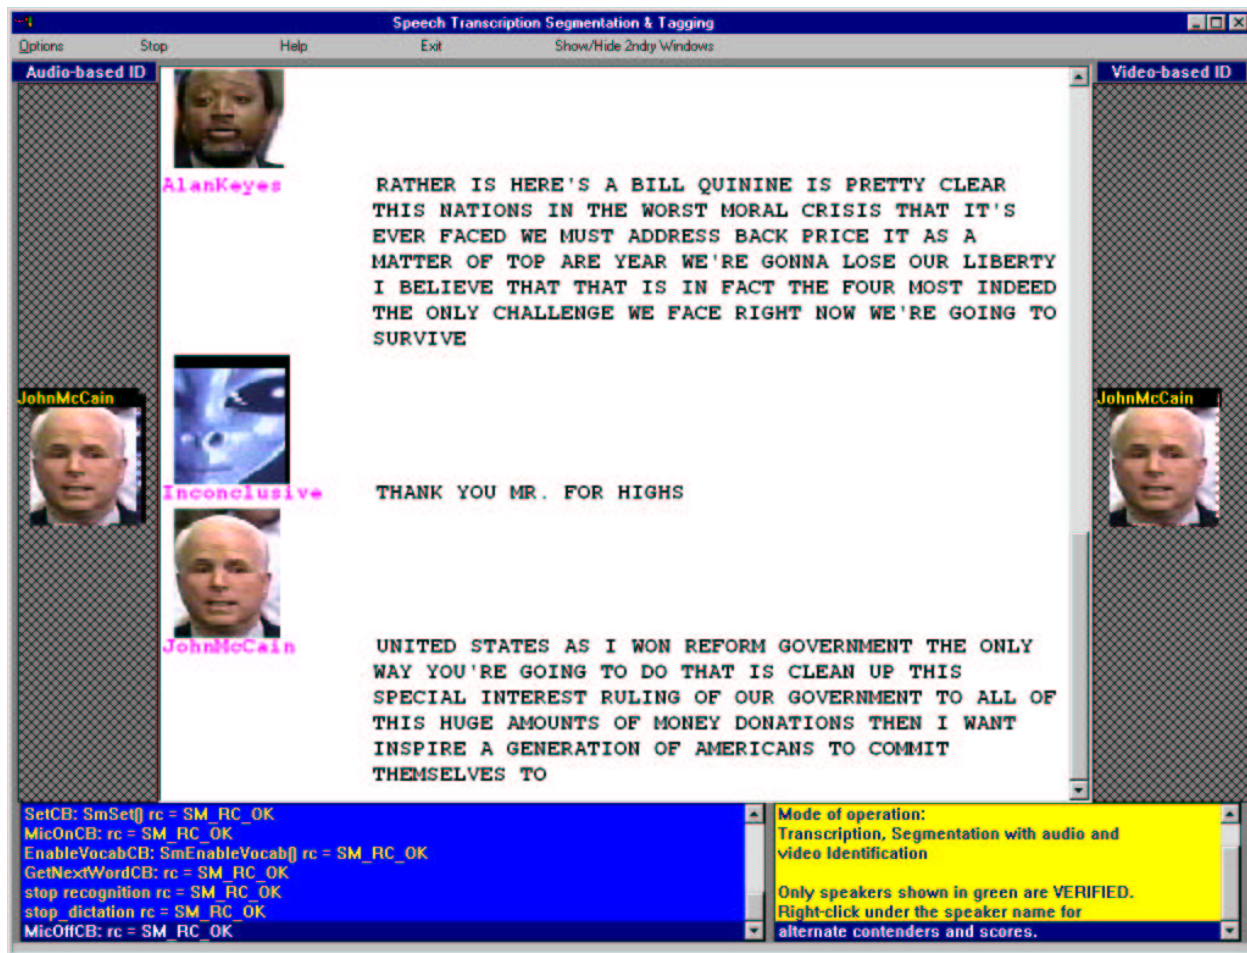 Speech Transcription Segmentation & Tagging
Options Stop Help Exit Show/Hide 2ndry Windows
Audio-based ID
Video-based ID
AlanKeyes
RATHER IS HERE'S A BILL QUININE IS PRETTY CLEAR
THIS NATIONS IN THE WORST MORAL CRISIS THAT IT'S
EVER FACED WE MUST ADDRESS BACK PRICE IT AS A
MATTER OF TOP ARE YEAR WE'RE GONNA LOSE OUR LIBERTY
I BELIEVE THAT THAT IS IN FACT THE FOUR MOST INDEED
THE ONLY CHALLENGE WE FACE RIGHT NOW WE'RE GOING TO
SURVIVE
JohnMcCain
JohnMcCain
Inconclusive
THANK YOU MR. FOR HIGHS
JohnMcCain
UNITED STATES AS I WON REFORM GOVERNMENT THE ONLY
WAY YOU'RE GOING TO DO THAT IS CLEAN UP THIS
SPECIAL INTEREST RULING OF OUR GOVERNMENT TO ALL OF
THIS HUGE AMOUNTS OF MONEY DONATIONS THEN I WANT
INSPIRE A GENERATION OF AMERICANS TO COMMIT
THEMSELVES TO
SetCB: SmSet() rc = SM_RC_OK
MicOnCB: rc = SM_RC_OK
EnableVocabCB: SmEnableVocab() rc = SM_RC_OK
GetNextWordCB: rc = SM_RC_OK
stop recognition rc = SM_RC_OK
stop_dictation rc = SM_RC_OK
MicOffCB: rc = SM_RC_OK
Mode of operation:
Transcription, Segmentation with audio and
video Identification
Only speakers shown in green are VERIFIED.
Right-click under the speaker name for
alternate contenders and scores.